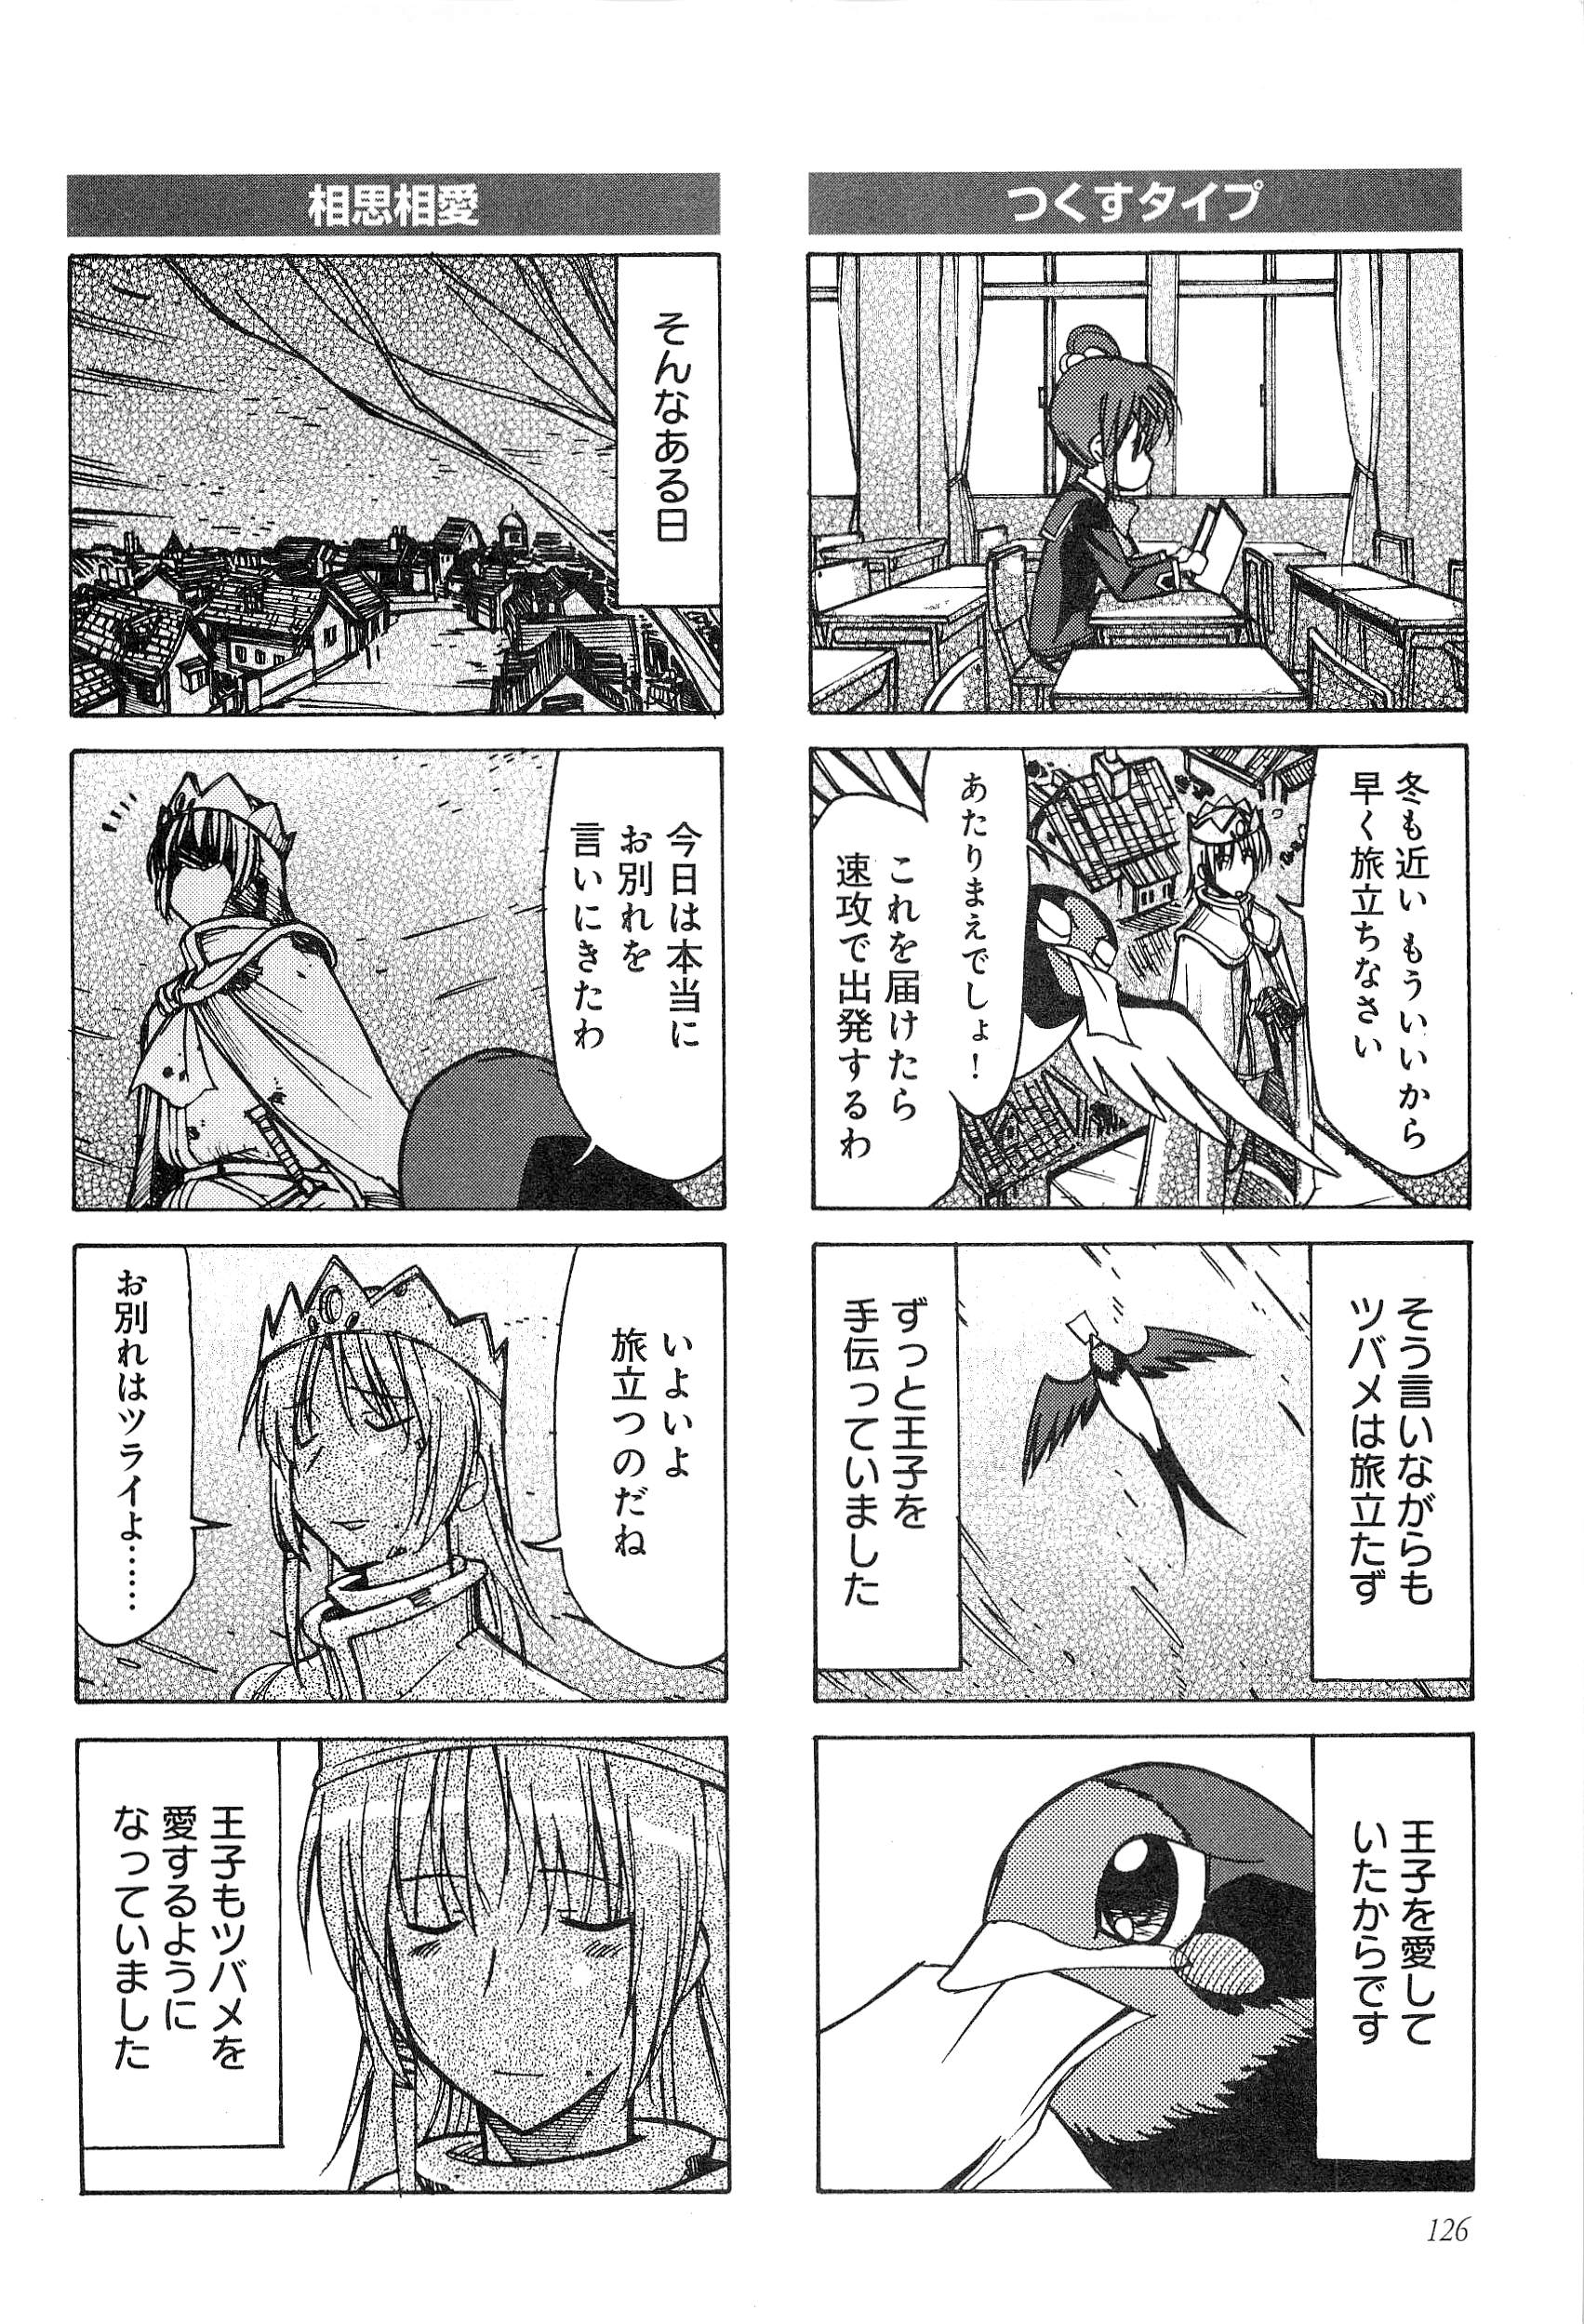 つくすタイプ
冬も近い もういいから
早く旅立ちなさい
あたりまえでしょ！
これを届けたら
速攻で出発するわ
そう言いながらも
ツバメは旅立たず
ずっと王子を
手伝っていました
王子を愛して
いたからです
相思相愛
そんなある日
今日は本当に
お別れを
言いにきたわ
いよいよ
旅立つのだね
お別れはツライよ……
王子もツバメを
愛するように
なっていました
126